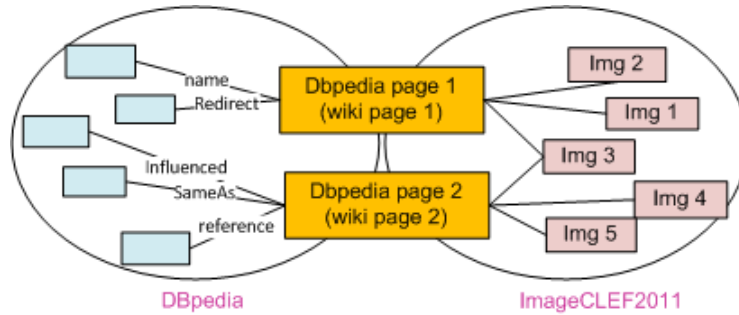 name
Redirect
Influenced
SameAs
reference
Dbpedia page 1
(wiki page 1)
Dbpedia page 2
(wiki page 2)
Img 2
Img 1
Img 3
Img 4
Img 5
DBpedia
ImageCLEF2011